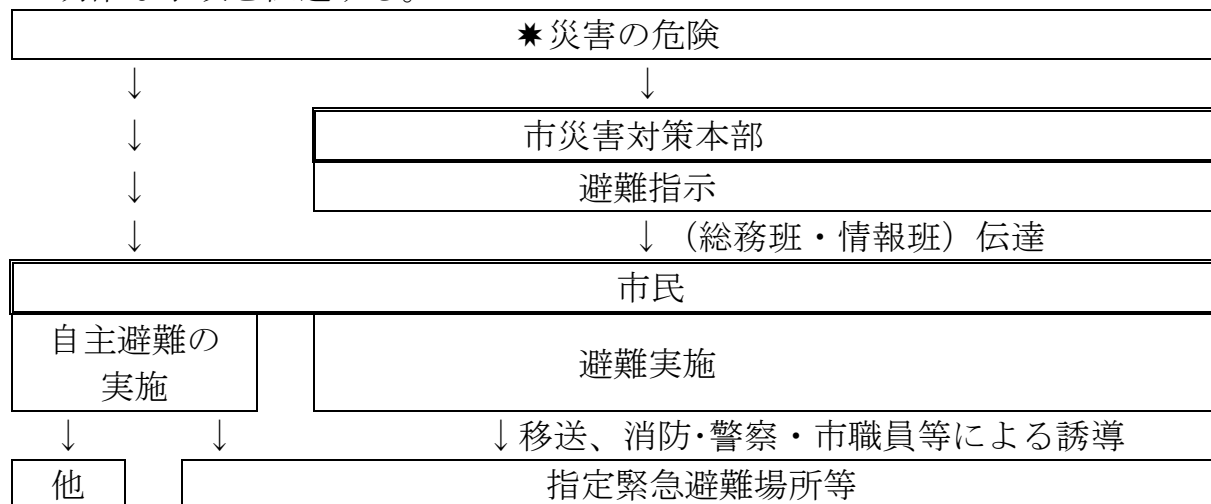 ✷災害の危険
↓ ↓
↓ 市災害対策本部
↓ 避難指示
↓ ↓（総務班・情報班）伝達
市民
自主避難の
実施
避難実施
↓ ↓ ↓移送、消防・警察・市職員等による誘導
他 指定緊急避難場所等